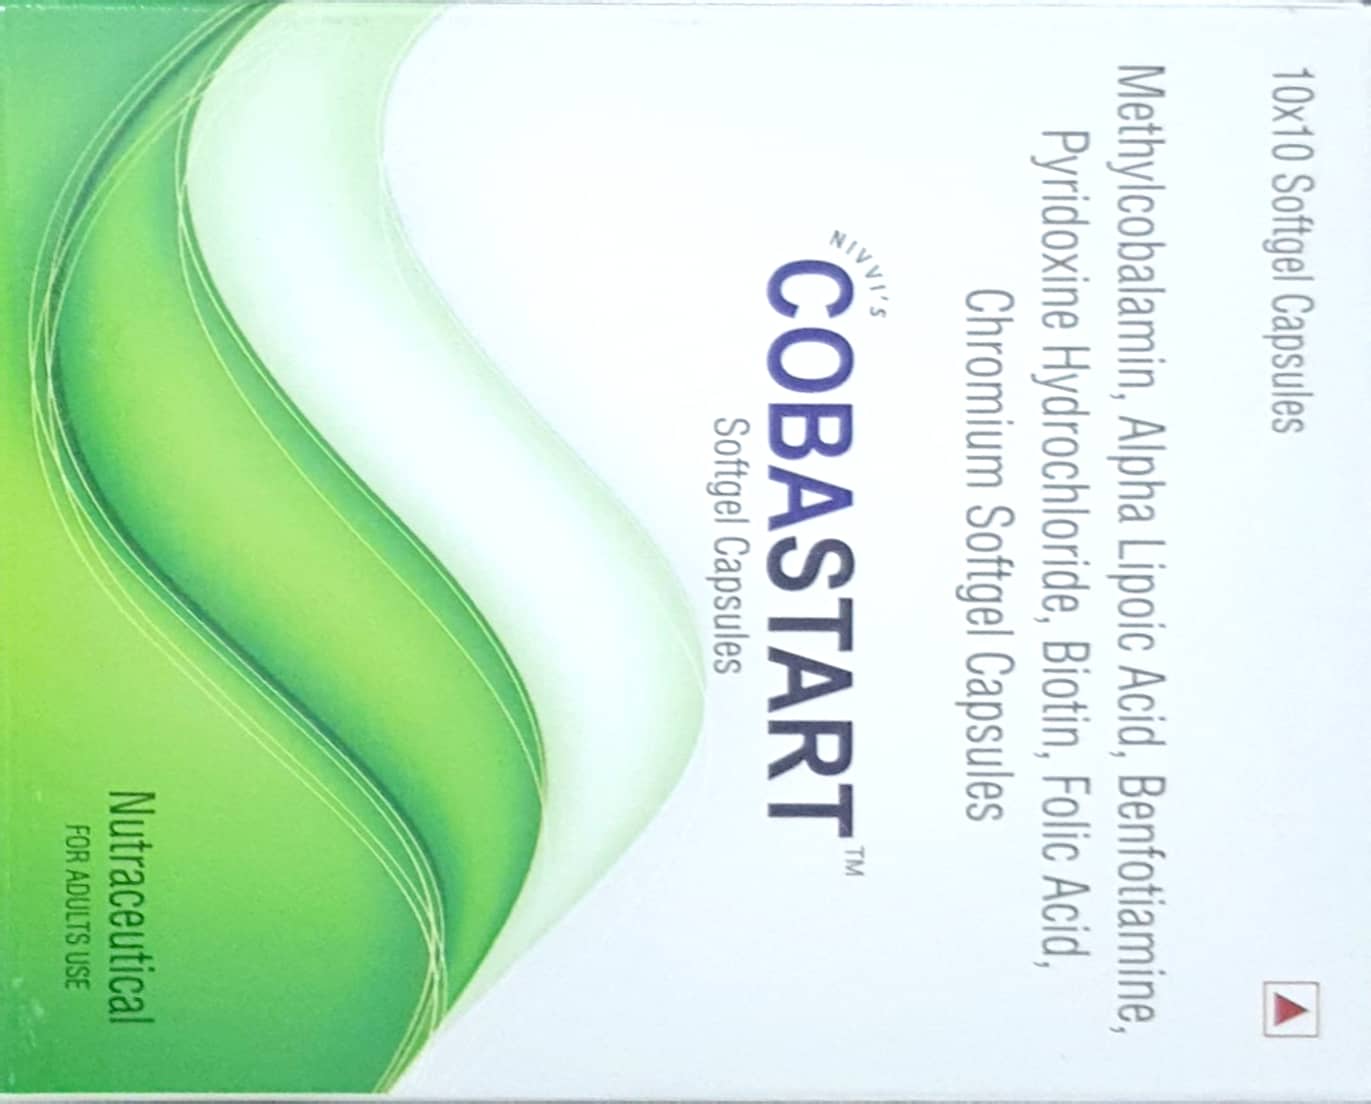 10x10 Softgel Capsules
Methylcobalamin, Alpha Lipoic Acid, Benfotiamine,
Pyridoxine Hydrochloride, Biotin, Folic Acid,
Chromium Softgel Capsules
NIVVI'S
COBASTART™
Softgel Capsules
Nutraceutical
FOR ADULTS USE